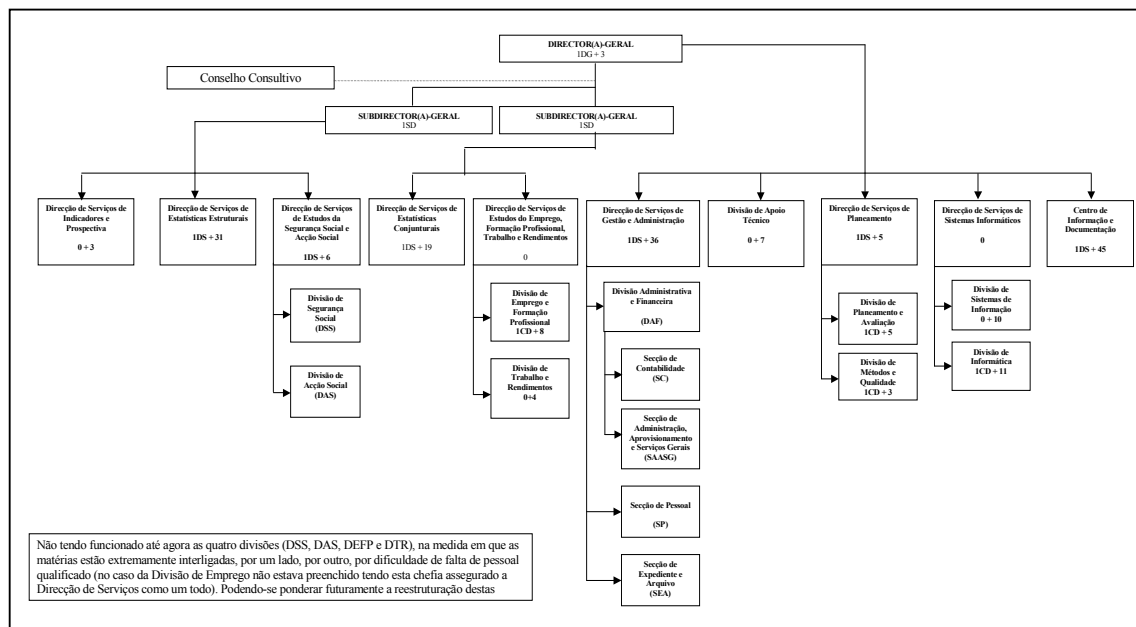 DIRECTOR(A)-GERAL
1DG + 3
Conselho Consultivo
SUBDIRECTOR(A)-GERAL
1SD
SUBDIRECTOR(A)-GERAL
1SD
Direcção de Serviços de
Indicadores e
Prospectiva
0 + 3
Direcção de Serviços de
Estatísticas Estruturais
1DS + 31
Direcção de Serviços
de Estudos da
Segurança Social e
Acção Social
1DS + 6
Direcção de Serviços de
Estatísticas
Conjunturais
1DS + 19
Direcção de Serviços de
Estudos do Emprego,
Formação Profissional,
Trabalho e Rendimentos
0
Direcção de Serviços de
Gestão e Administração
1DS + 36
Divisão de Apoio
Técnico
0 + 7
Direcção de Serviços de
Planeamento
1DS + 5
Direcção de Serviços de
Sistemas Informáticos
0
Centro de
Informação e
Documentação
1DS + 45
Divisão de
Segurança
Social
(DSS)
Divisão de
Acção Social
(DAS)
Divisão de
Emprego e
Formação
Profissional
1CD + 8
Divisão de
Trabalho e
Rendimentos
0+4
Divisão Administrativa
e Financeira
(DAF)
Secção de
Contabilidade
(SC)
Secção de
Administração,
Aprovisionamento
e Serviços Gerais
(SAASG)
Secção de Pessoal
(SP)
Secção de
Expediente e
Arquivo
(SEA)
Divisão de
Planeamento e
Avaliação
1CD + 5
Divisão de
Métodos e
Qualidade
1CD + 3
Divisão de
Sistemas de
Informação
0 + 10
Divisão de
Informática
1CD + 11
Não tendo funcionado até agora as quatro divisões (DSS, DAS, DEFP e DTR), na medida em que as
matérias estão extremamente interligadas, por um lado, por outro, por dificuldade de falta de pessoal
qualificado (no caso da Divisão de Emprego não estava preenchido tendo esta chefia assegurado a
Direcção de Serviços como um todo). Podendo-se ponderar futuramente a reestruturação destas